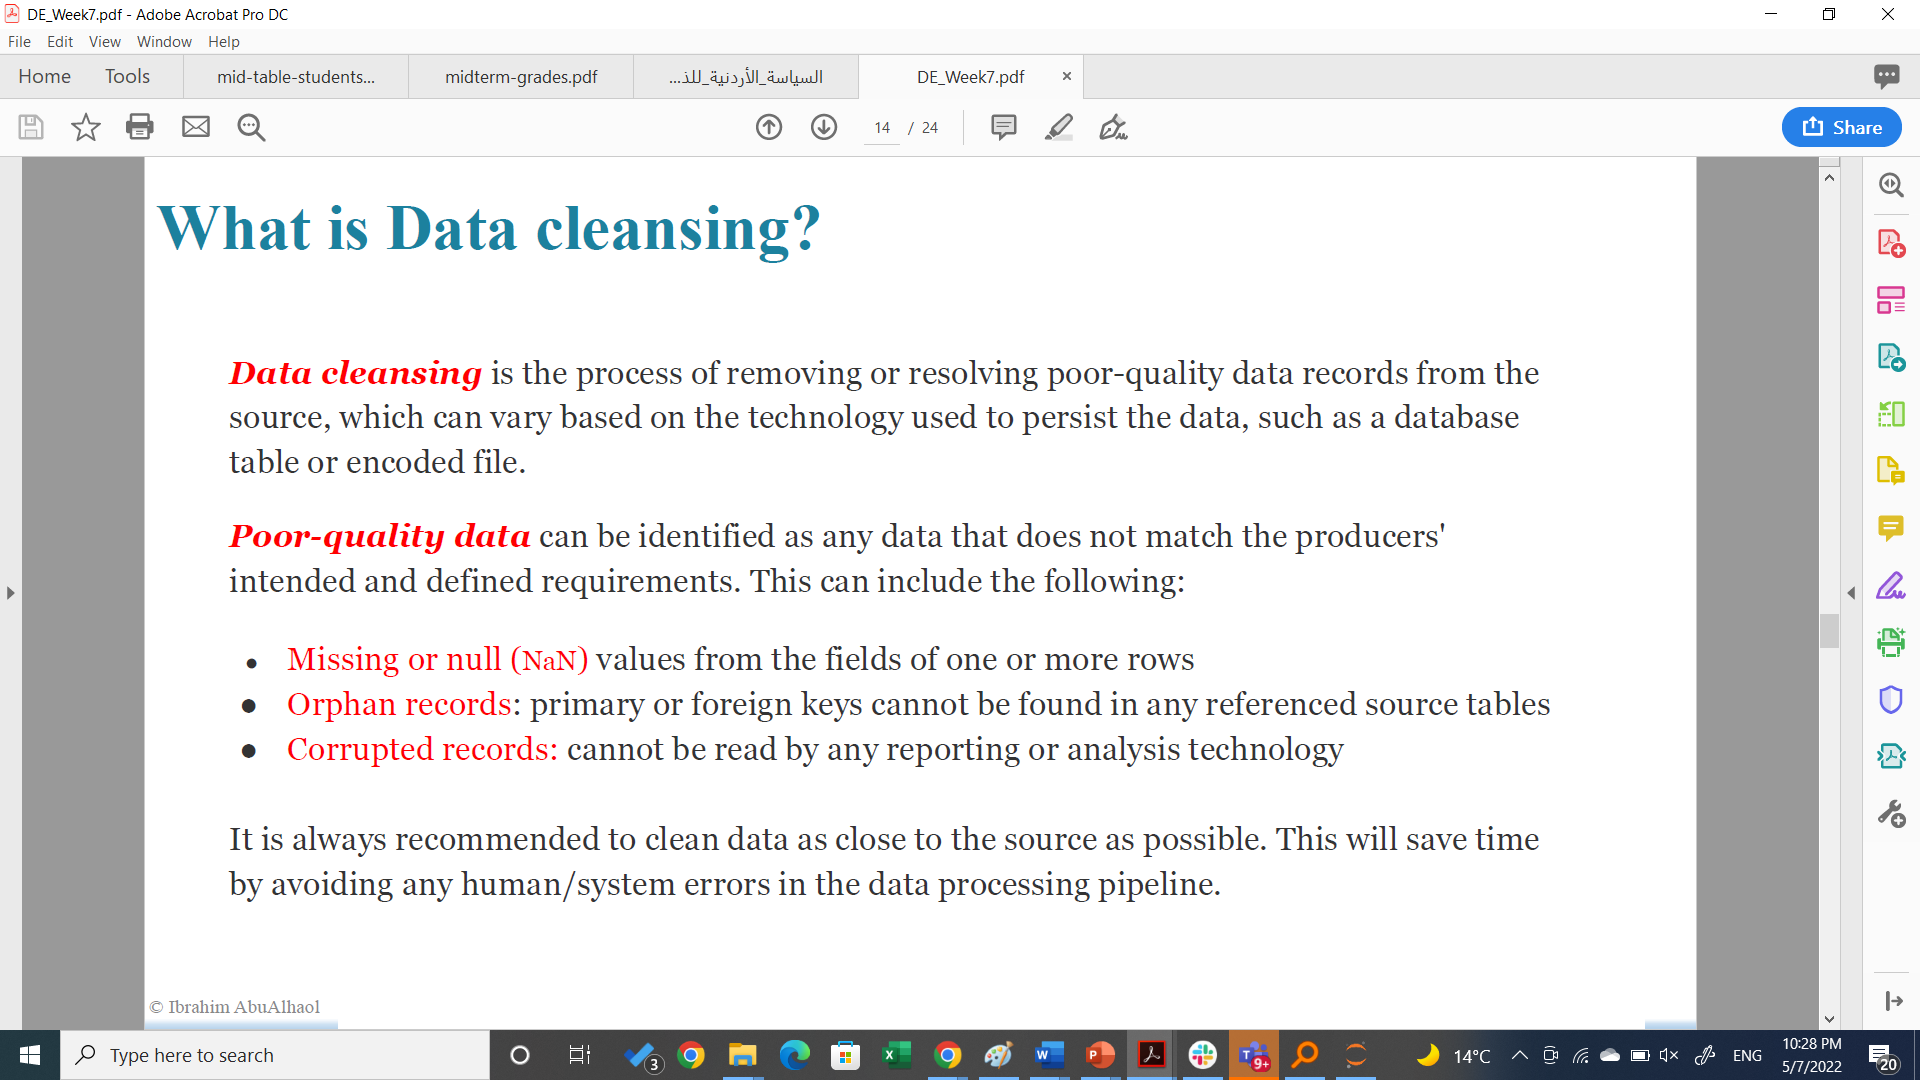 DE_Week7.pdf - Adobe Acrobat Pro DC
File Edit View Window Help
Home Tools mid-table-students... midterm-grades.pdf السياسة_الأردنية_للذ... DE_Week7.pdf
14 / 24
Share
What is Data cleansing?
Data cleansing is the process of removing or resolving poor-quality data records from the
source, which can vary based on the technology used to persist the data, such as a database
table or encoded file.
Poor-quality data can be identified as any data that does not match the producers'
intended and defined requirements. This can include the following:
● Missing or null (NaN) values from the fields of one or more rows
● Orphan records: primary or foreign keys cannot be found in any referenced source tables
● Corrupted records: cannot be read by any reporting or analysis technology
It is always recommended to clean data as close to the source as possible. This will save time
by avoiding any human/system errors in the data processing pipeline.
© Ibrahim AbuAlhaol
Type here to search
3
9+
14°C
ENG
10:28 PM
5/7/2022
20